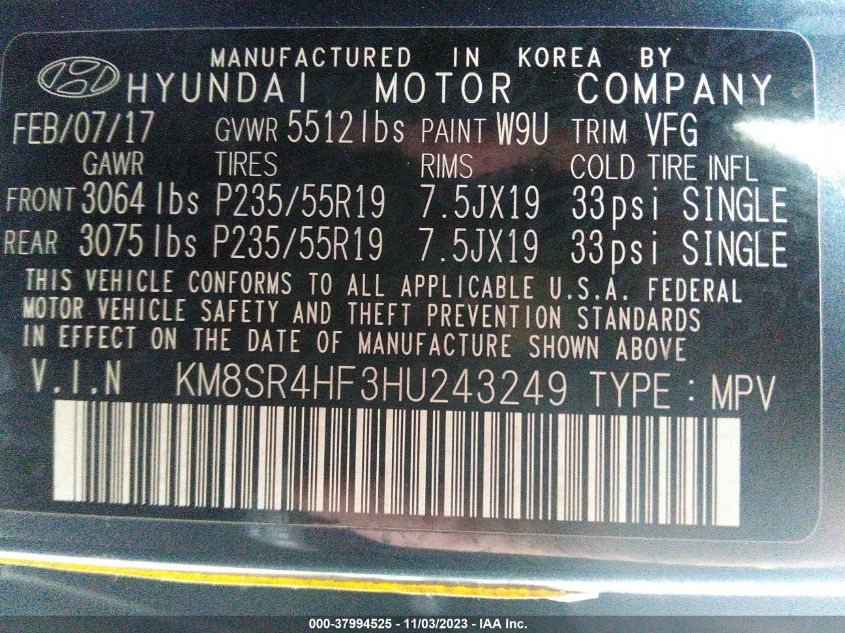 MANUFACTURED IN KOREA BY
HYUNDAI MOTOR COMPANY
FEB/07/17 GVWR 5512lbs PAINT W9U TRIM VFG
GAWR TIRES RIMS COLD TIRE INFL
FRONT 3064 lbs P235/55R19 7.5JX19 33psi SINGLE
REAR 3075 lbs P235/55R19 7.5JX19 33psi SINGLE
THIS VEHICLE CONFORMS TO ALL APPLICABLE U.S.A. FEDERAL
MOTOR VEHICLE SAFETY AND THEFT PREVENTION STANDARDS
IN EFFECT ON THE DATE OF MANUFACTURE SHOWN ABOVE
V.I.N KM8SR4HF3HU243249 TYPE : MPV
000-37994525 - 11/03/2023 - IAA Inc.